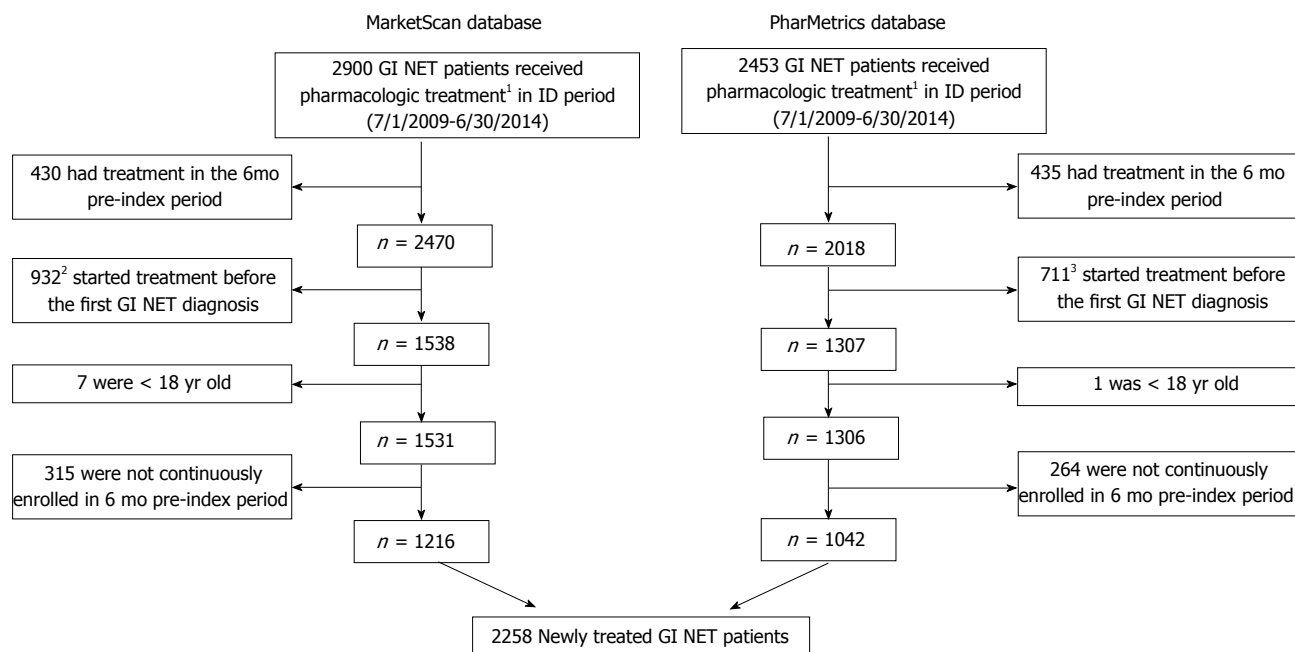 MarketScan database
2900 GI NET patients received
pharmacologic treatment¹ in ID period
(7/1/2009-6/30/2014)
430 had treatment in the 6mo
pre-index period
n = 2470
932² started treatment before
the first GI NET diagnosis
n = 1538
7 were < 18 yr old
n = 1531
315 were not continuously
enrolled in 6 mo pre-index period
n = 1216
PharMetrics database
2453 GI NET patients received
pharmacologic treatment¹ in ID period
(7/1/2009-6/30/2014)
435 had treatment in the 6 mo
pre-index period
n = 2018
711³ started treatment before
the first GI NET diagnosis
n = 1307
1 was < 18 yr old
n = 1306
264 were not continuously
enrolled in 6 mo pre-index period
n = 1042
2258 Newly treated GI NET patients